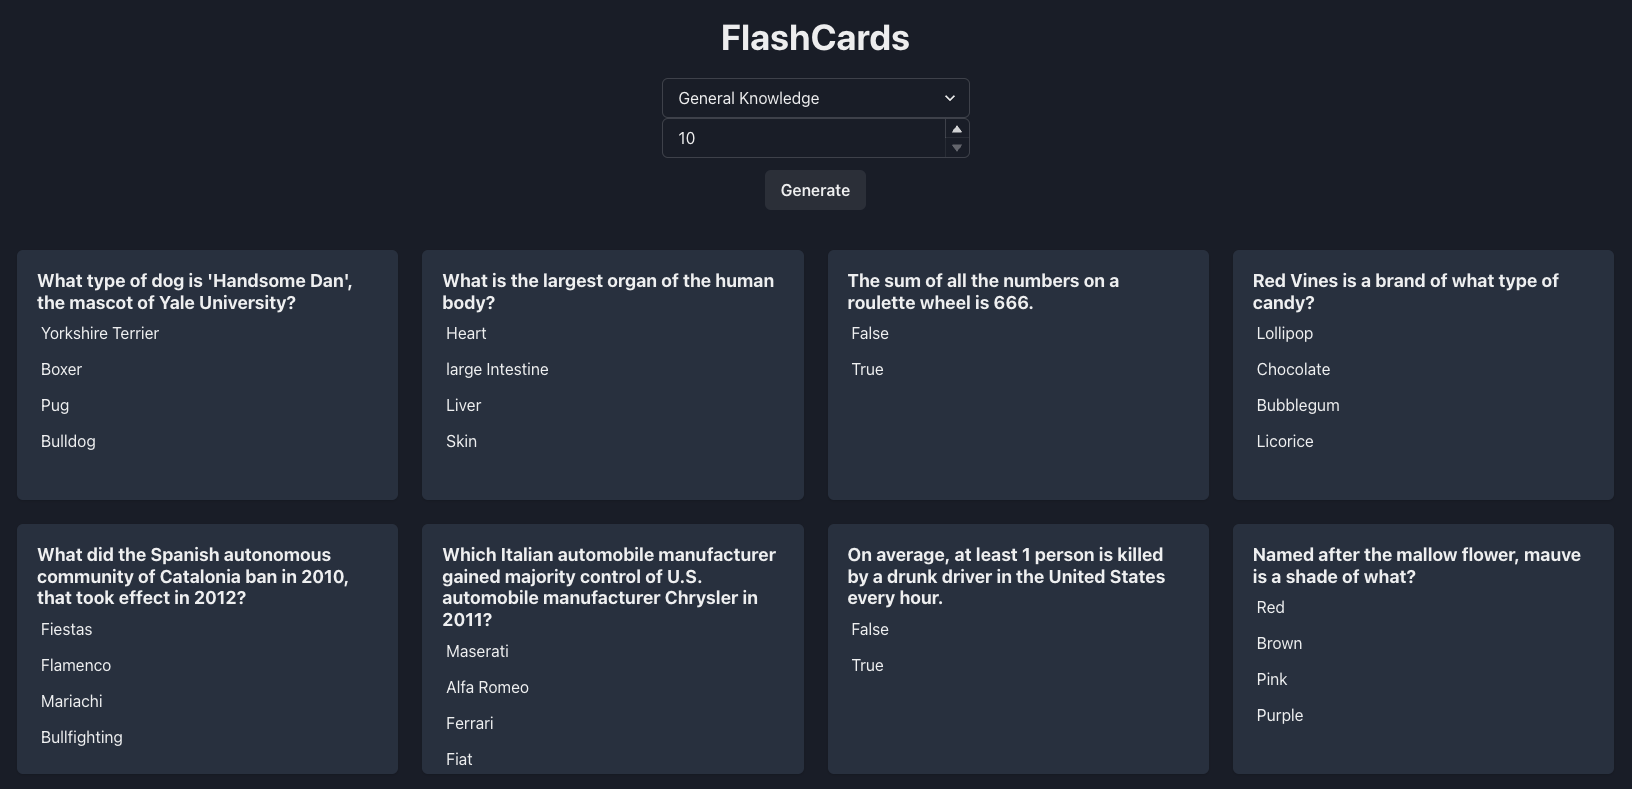 FlashCards
General Knowledge
10
Generate
What type of dog is 'Handsome Dan',
the mascot of Yale University?
Yorkshire Terrier
Boxer
Pug
Bulldog
What is the largest organ of the human
body?
Heart
large Intestine
Liver
Skin
The sum of all the numbers on a
roulette wheel is 666.
False
True
Red Vines is a brand of what type of
candy?
Lollipop
Chocolate
Bubblegum
Licorice
What did the Spanish autonomous
community of Catalonia ban in 2010,
that took effect in 2012?
Fiestas
Flamenco
Mariachi
Bullfighting
Which Italian automobile manufacturer
gained majority control of U.S.
automobile manufacturer Chrysler in
2011?
Maserati
Alfa Romeo
Ferrari
Fiat
On average, at least 1 person is killed
by a drunk driver in the United States
every hour.
False
True
Named after the mallow flower, mauve
is a shade of what?
Red
Brown
Pink
Purple